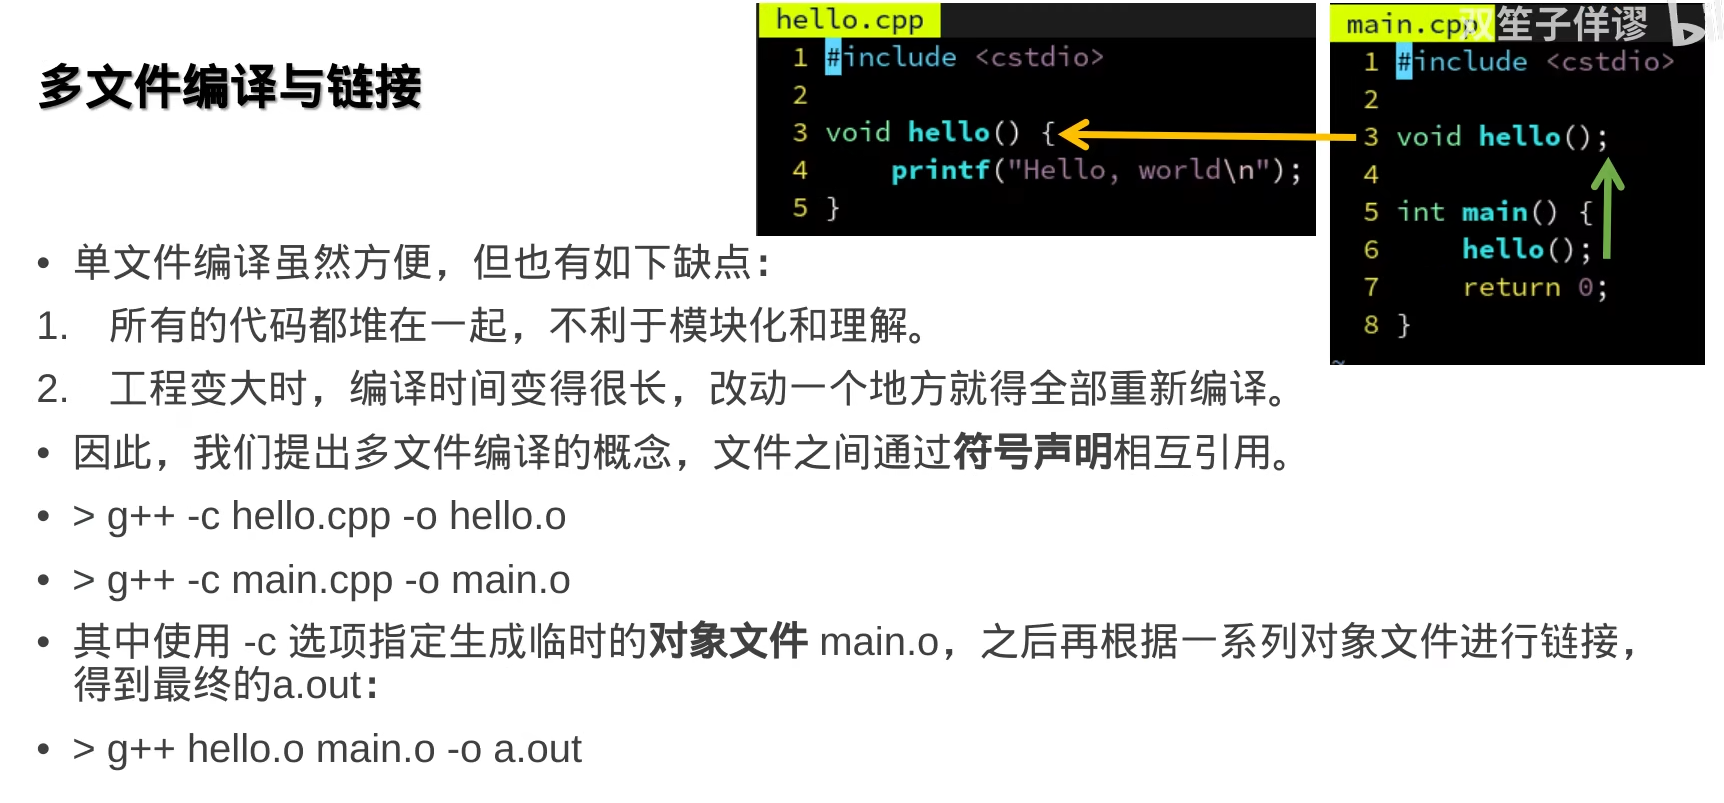 多文件编译与链接
hello.cpp
1 #include <cstdio>
2
3 void hello() {
4     printf("Hello, world\n");
5 }
main.cpp
双笙子佯谬
1 #include <cstdio>
2
3 void hello();
4
5 int main() {
6     hello();
7     return 0;
8 }
~
• 单文件编译虽然方便，但也有如下缺点：
1. 所有的代码都堆在一起，不利于模块化和理解。
2. 工程变大时，编译时间变得很长，改动一个地方就得全部重新编译。
• 因此，我们提出多文件编译的概念，文件之间通过符号声明相互引用。
• > g++ -c hello.cpp -o hello.o
• > g++ -c main.cpp -o main.o
• 其中使用 -c 选项指定生成临时的对象文件 main.o，之后再根据一系列对象文件进行链接，
得到最终的a.out：
• > g++ hello.o main.o -o a.out